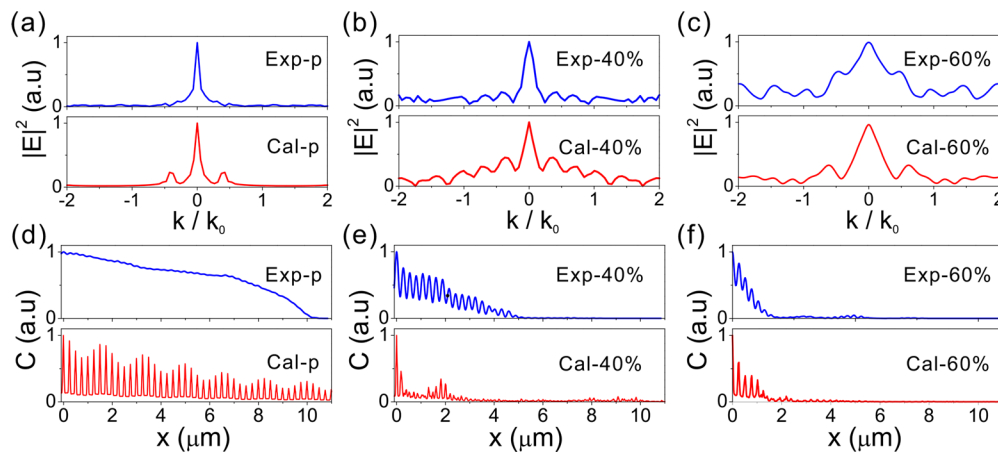 (a)
1
Exp-p
0
1
Cal-p
0
|E|² (a.u)
-2 -1 0 1 2
k / k₀
(b)
1
Exp-40%
0
1
Cal-40%
0
|E|² (a.u)
-2 -1 0 1 2
k / k₀
(c)
1
Exp-60%
0
1
Cal-60%
0
|E|² (a.u)
-2 -1 0 1 2
k / k₀
(d)
1
Exp-p
0
1
Cal-p
0
C (a.u)
0 2 4 6 8 10
x (μm)
(e)
1
Exp-40%
0
1
Cal-40%
0
C (a.u)
0 2 4 6 8 10
x (μm)
(f)
1
Exp-60%
0
1
Cal-60%
0
C (a.u)
0 2 4 6 8 10
x (μm)